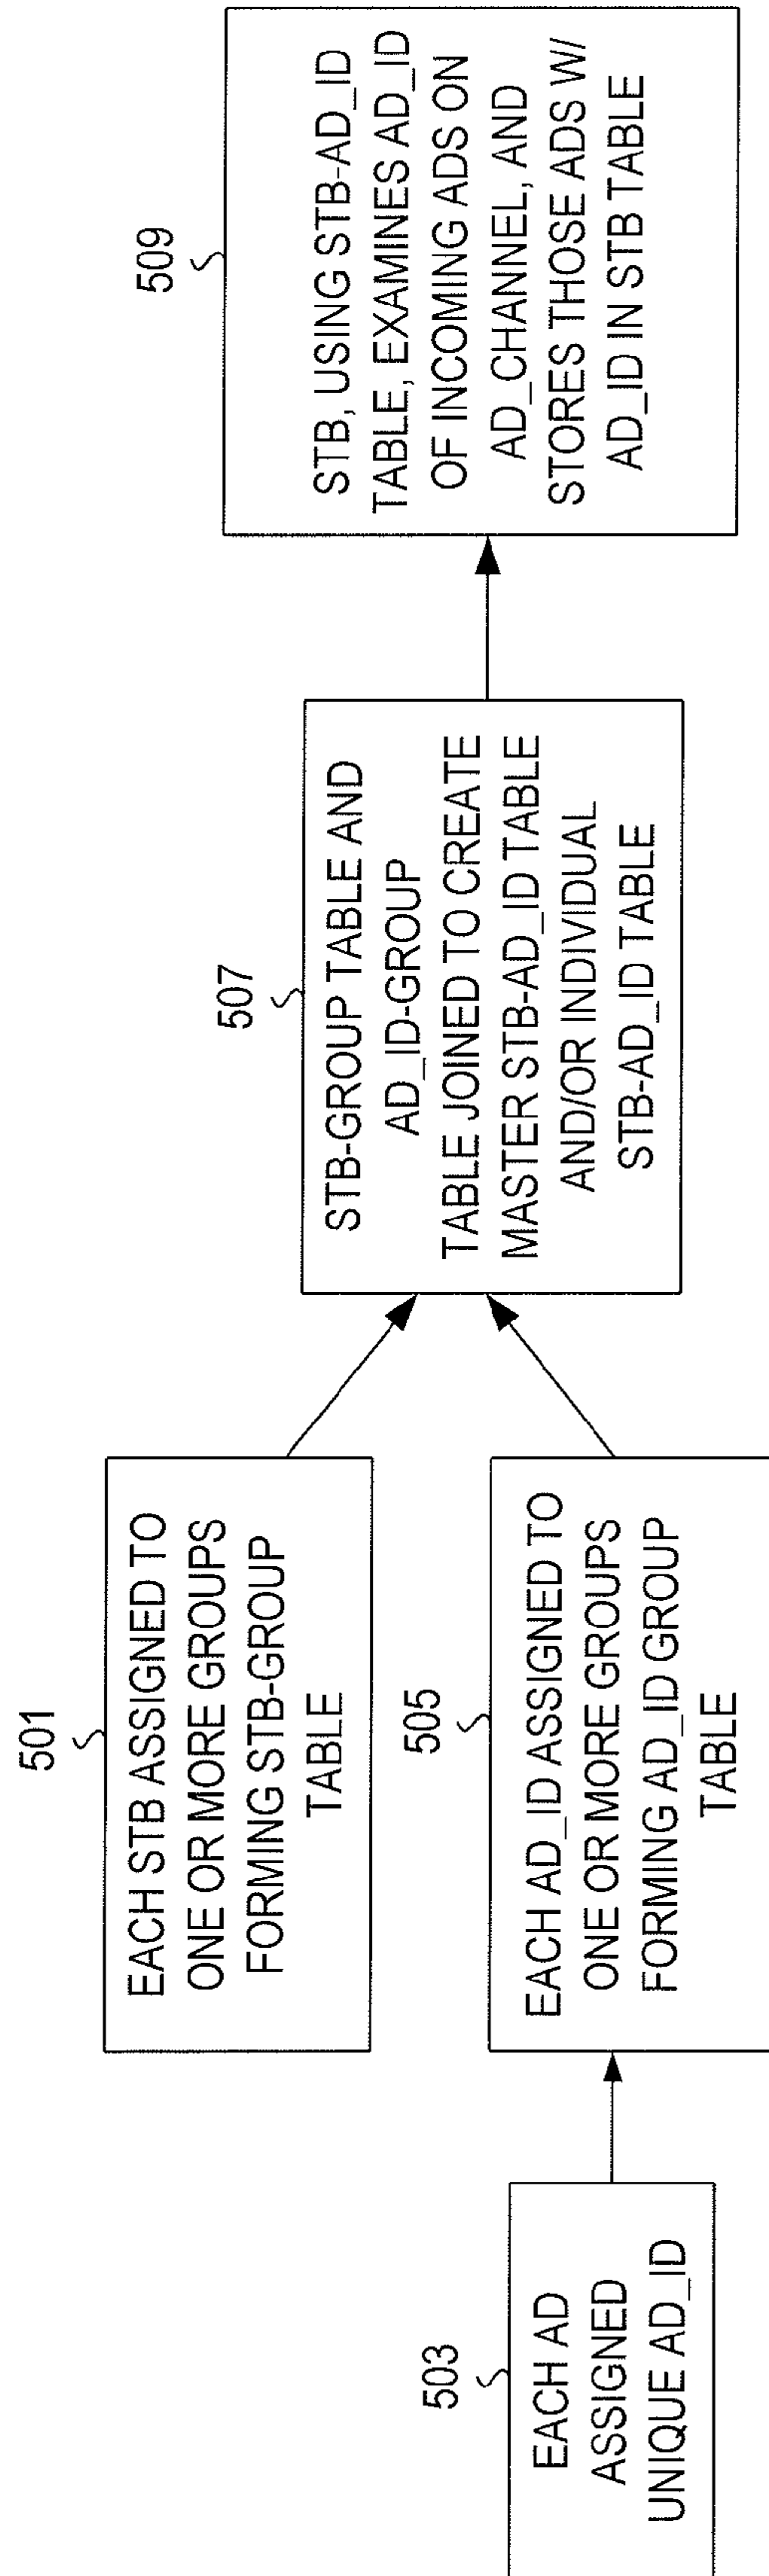 501
EACH STB ASSIGNED TO
ONE OR MORE GROUPS
FORMING STB-GROUP
TABLE
503
EACH AD
ASSIGNED
UNIQUE AD_ID
505
EACH AD_ID ASSIGNED TO
ONE OR MORE GROUPS
FORMING AD_ID GROUP
TABLE
507
STB-GROUP TABLE AND
AD_ID-GROUP
TABLE JOINED TO CREATE
MASTER STB-AD_ID TABLE
AND/OR INDIVIDUAL
STB-AD_ID TABLE
509
STB, USING STB-AD_ID
TABLE, EXAMINES AD_ID
OF INCOMING ADS ON
AD_CHANNEL, AND
STORES THOSE ADS W/
AD_ID IN STB TABLE